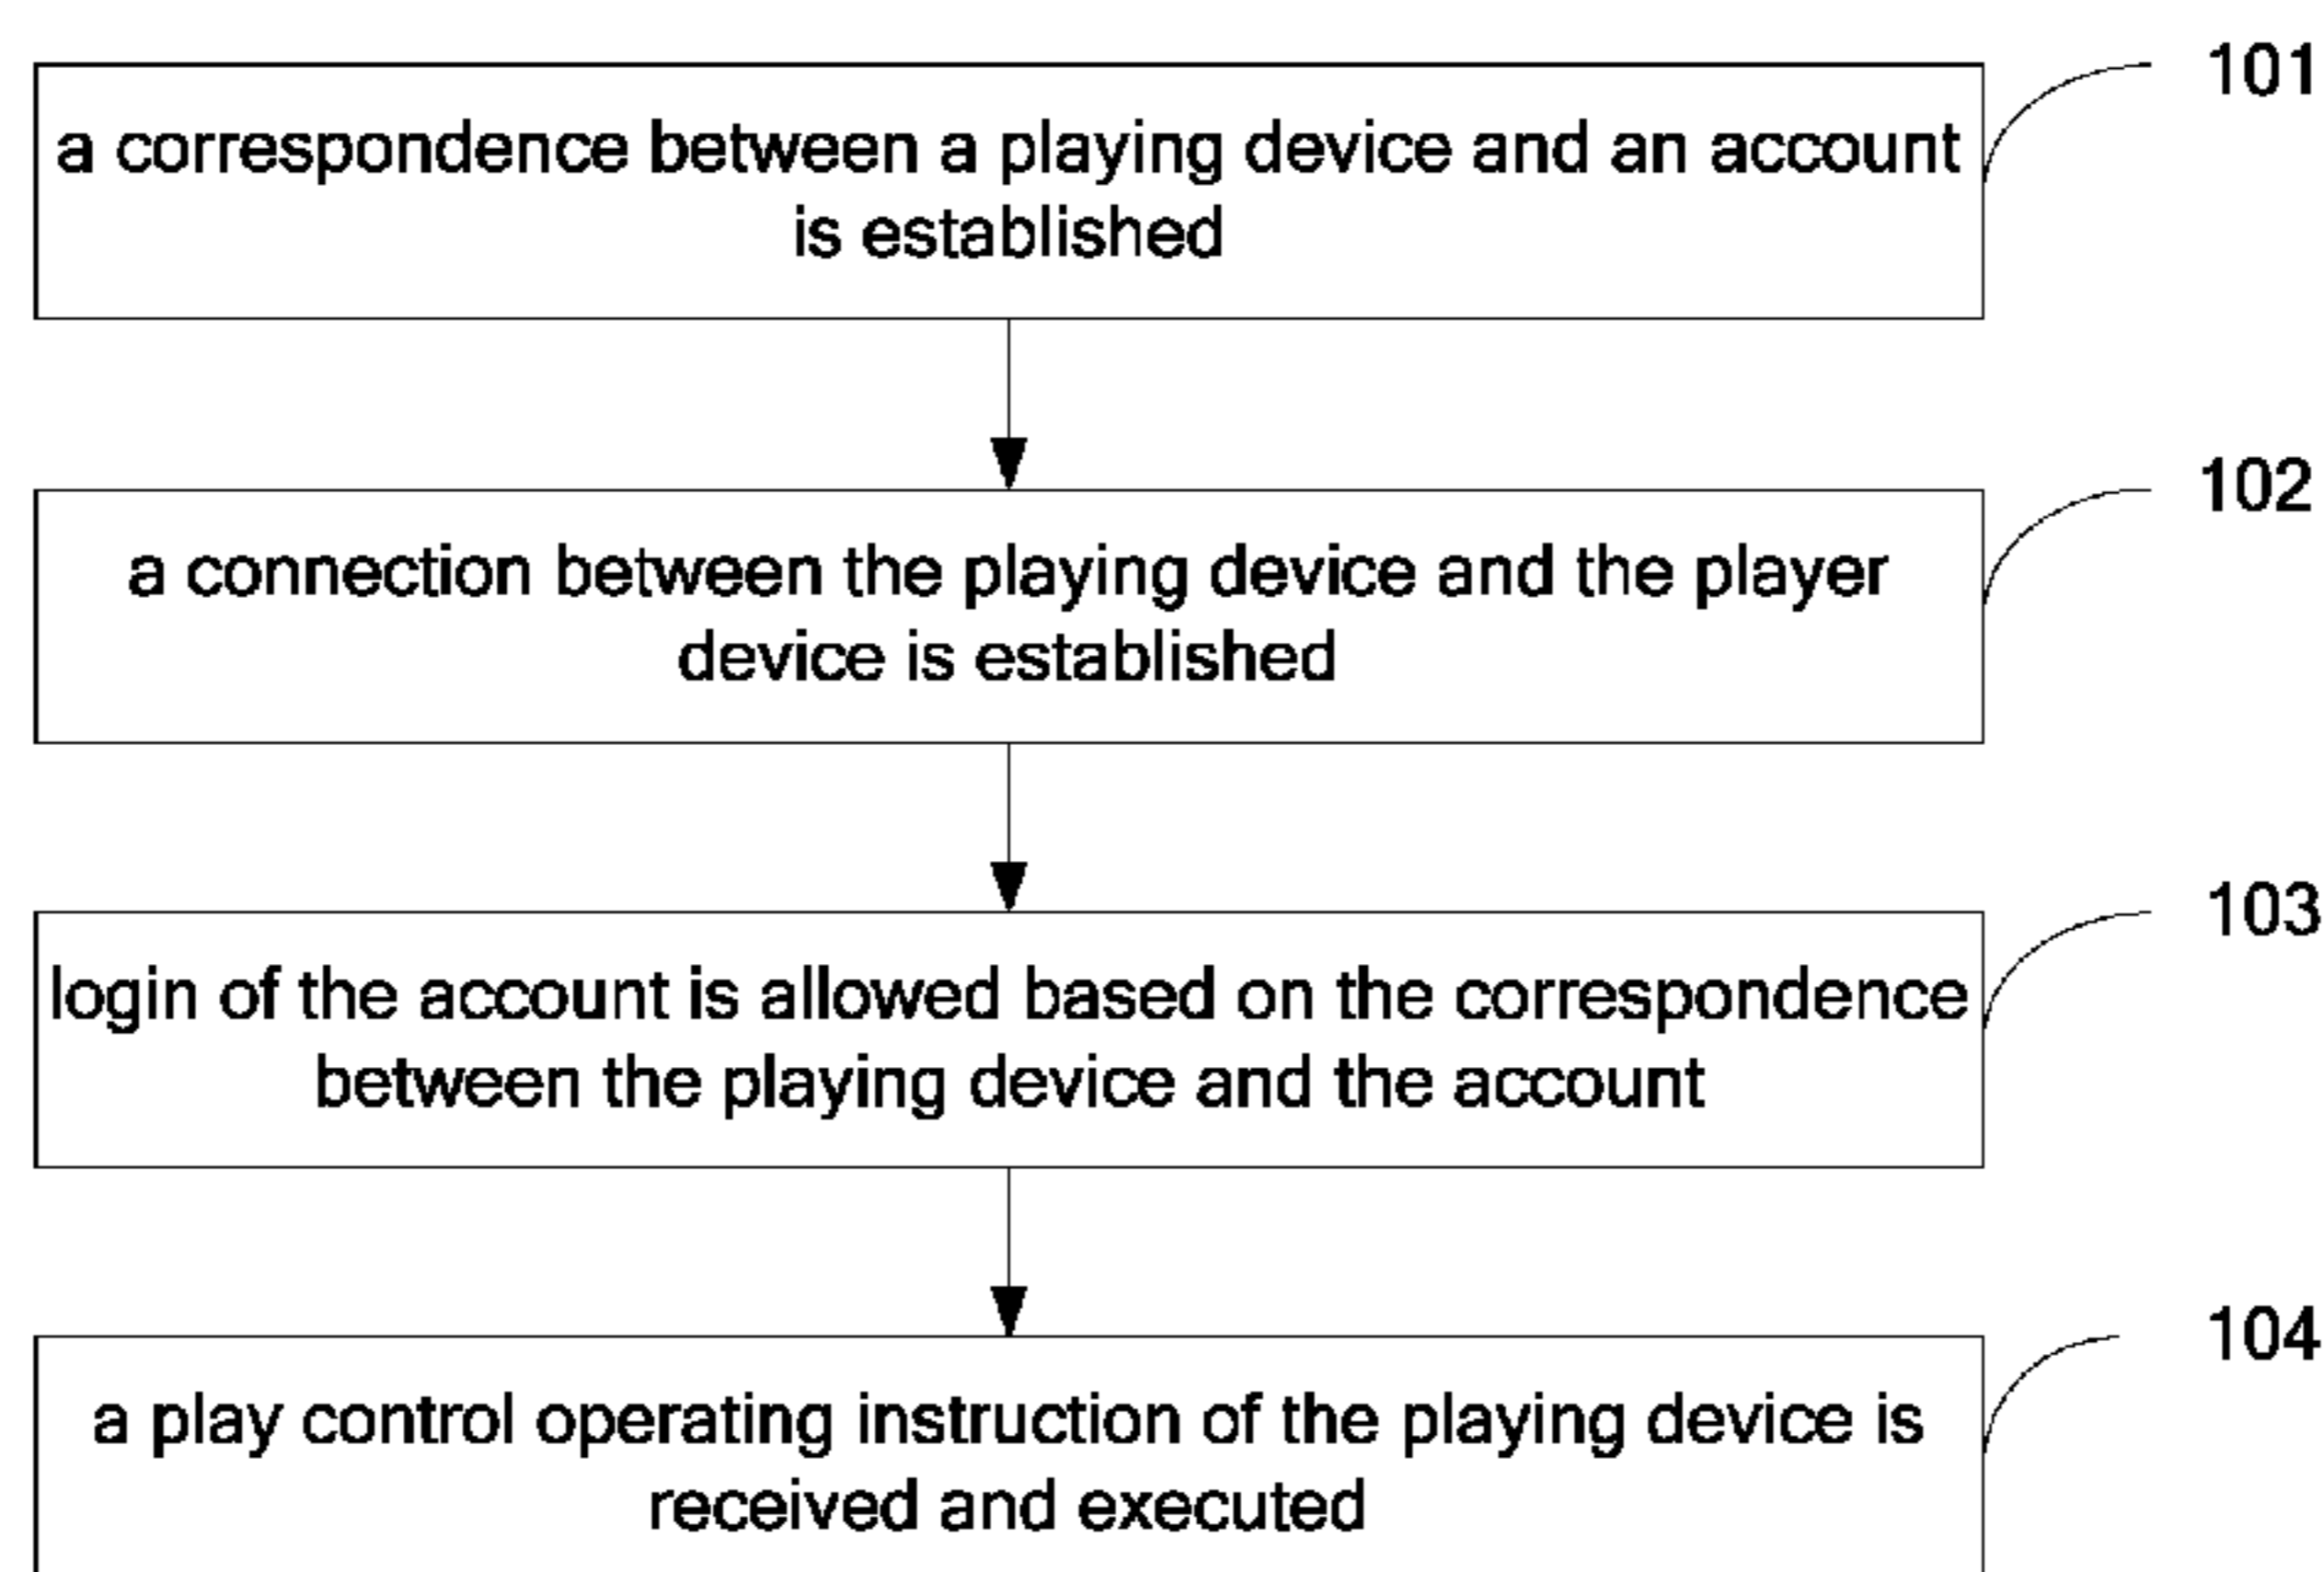 101
a correspondence between a playing device and an account
is established
102
a connection between the playing device and the player
device is established
103
login of the account is allowed based on the correspondence
between the playing device and the account
104
a play control operating instruction of the playing device is
received and executed